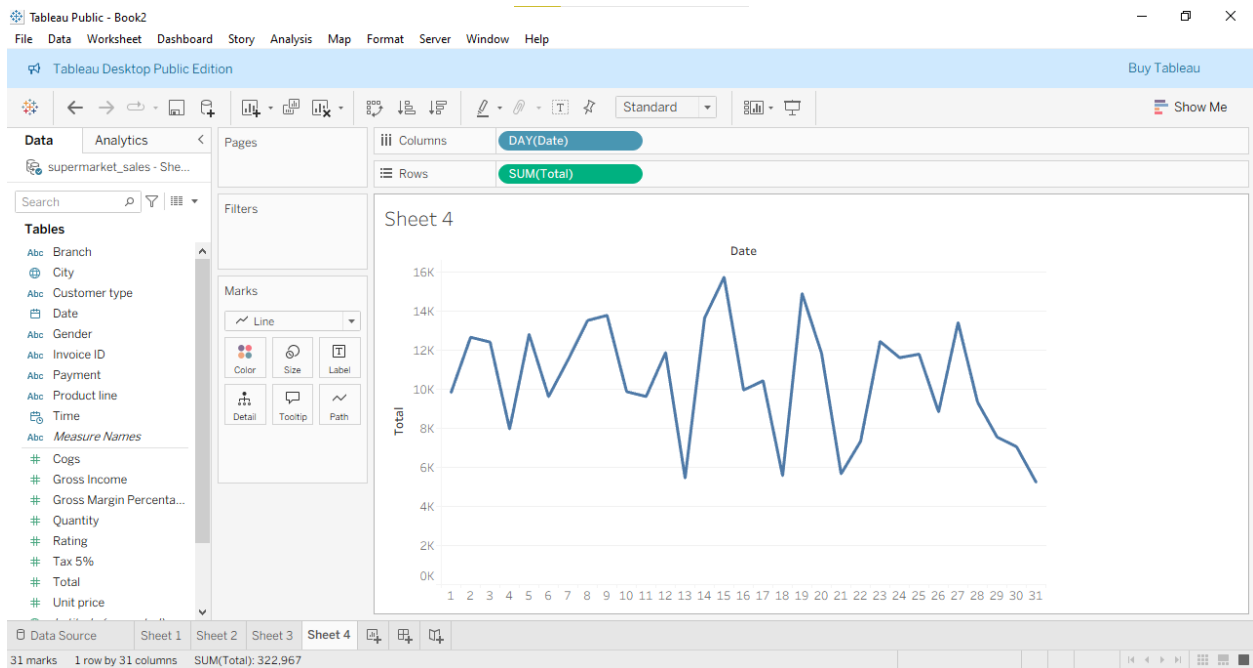 Tableau Public - Book2
File Data Worksheet Dashboard Story Analysis Map Format Server Window Help
Tableau Desktop Public Edition
Buy Tableau
Standard
Show Me
Data Analytics
supermarket_sales - She...
Search
Tables
Abc Branch
City
Abc Customer type
Date
Abc Gender
Abc Invoice ID
Abc Payment
Abc Product line
Time
Abc Measure Names
# Cogs
# Gross Income
# Gross Margin Percenta...
# Quantity
# Rating
# Tax 5%
# Total
# Unit price
Pages
Filters
Marks
Line
Color Size Label
Detail Tooltip Path
Columns DAY(Date)
Rows SUM(Total)
Sheet 4
Date
16K
14K
12K
10K
8K
6K
4K
2K
0K
Total
1 2 3 4 5 6 7 8 9 10 11 12 13 14 15 16 17 18 19 20 21 22 23 24 25 26 27 28 29 30 31
Data Source Sheet 1 Sheet 2 Sheet 3 Sheet 4
31 marks 1 row by 31 columns SUM(Total): 322,967